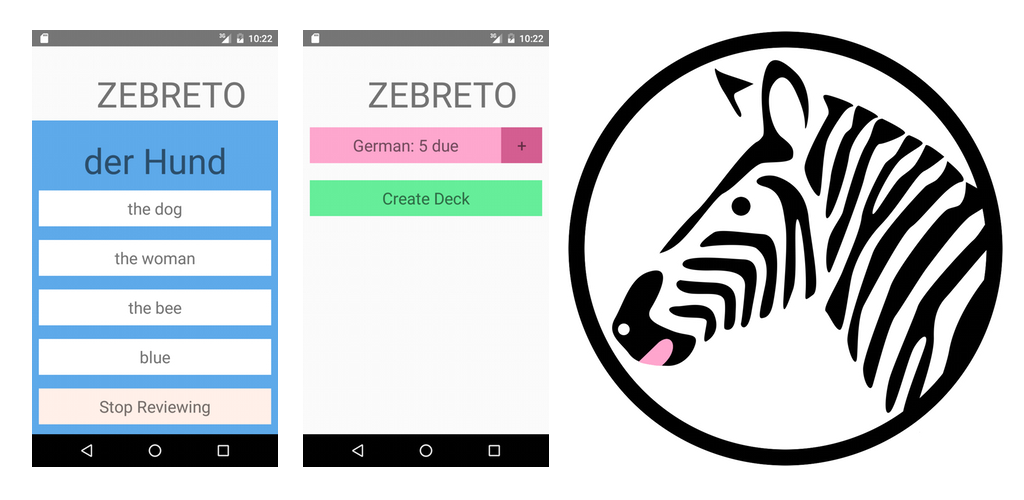 10:22
ZEBRETO
der Hund
the dog
the woman
the bee
blue
Stop Reviewing
3G 10:22
ZEBRETO
German: 5 due
+
Create Deck